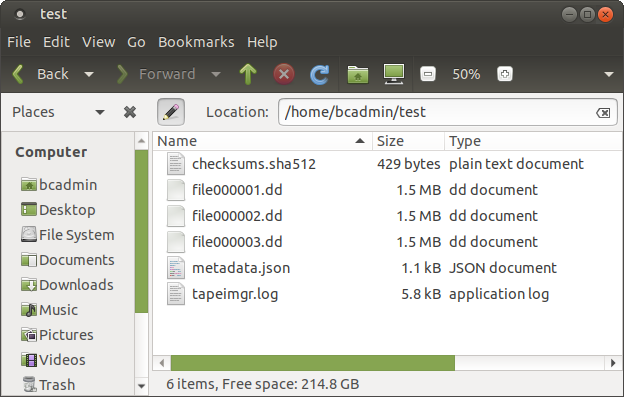 test
File Edit View Go Bookmarks Help
Back Forward 50%
Places Location: /home/bcadmin/test
Computer
bcadmin
Desktop
File System
Documents
Downloads
Music
Pictures
Videos
Trash
Name Size Type
checksums.sha512 429 bytes plain text document
file000001.dd 1.5 MB dd document
file000002.dd 1.5 MB dd document
file000003.dd 1.5 MB dd document
metadata.json 1.1 kB JSON document
tapeimgr.log 5.8 kB application log
6 items, Free space: 214.8 GB